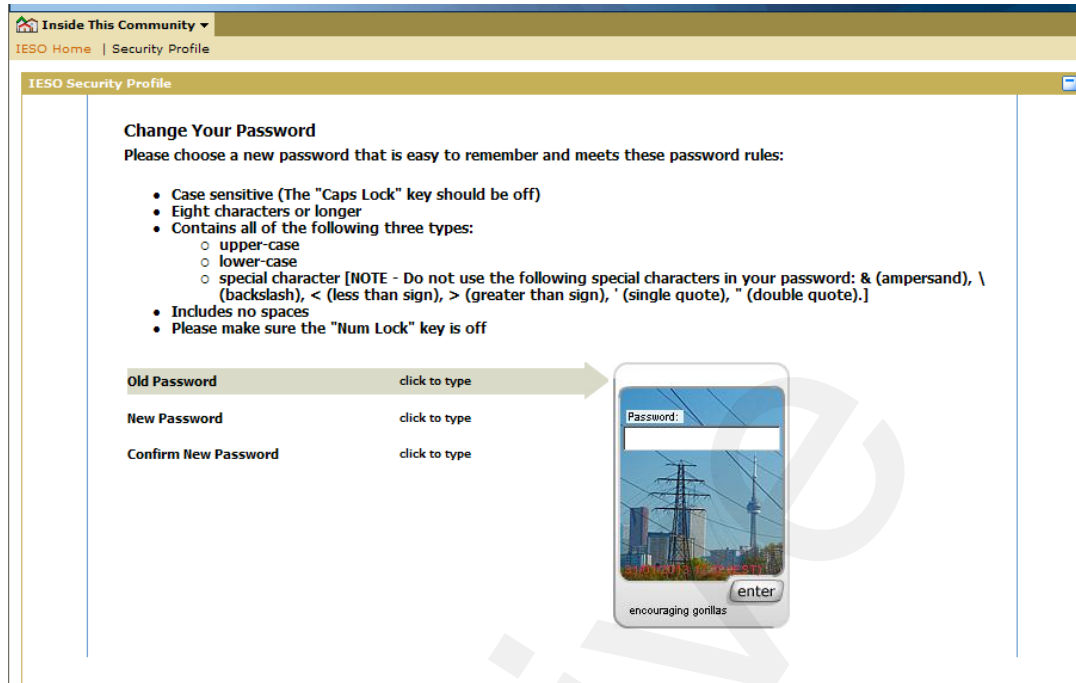 Inside This Community ▾
IESO Home | Security Profile
IESO Security Profile
Change Your Password
Please choose a new password that is easy to remember and meets these password rules:
• Case sensitive (The "Caps Lock" key should be off)
• Eight characters or longer
• Contains all of the following three types:
○ upper-case
○ lower-case
○ special character [NOTE - Do not use the following special characters in your password: & (ampersand), \
(backslash), < (less than sign), > (greater than sign), ' (single quote), " (double quote).]
• Includes no spaces
• Please make sure the "Num Lock" key is off
Old Password click to type
New Password click to type
Confirm New Password click to type
Password:
enter
encouraging gorillas